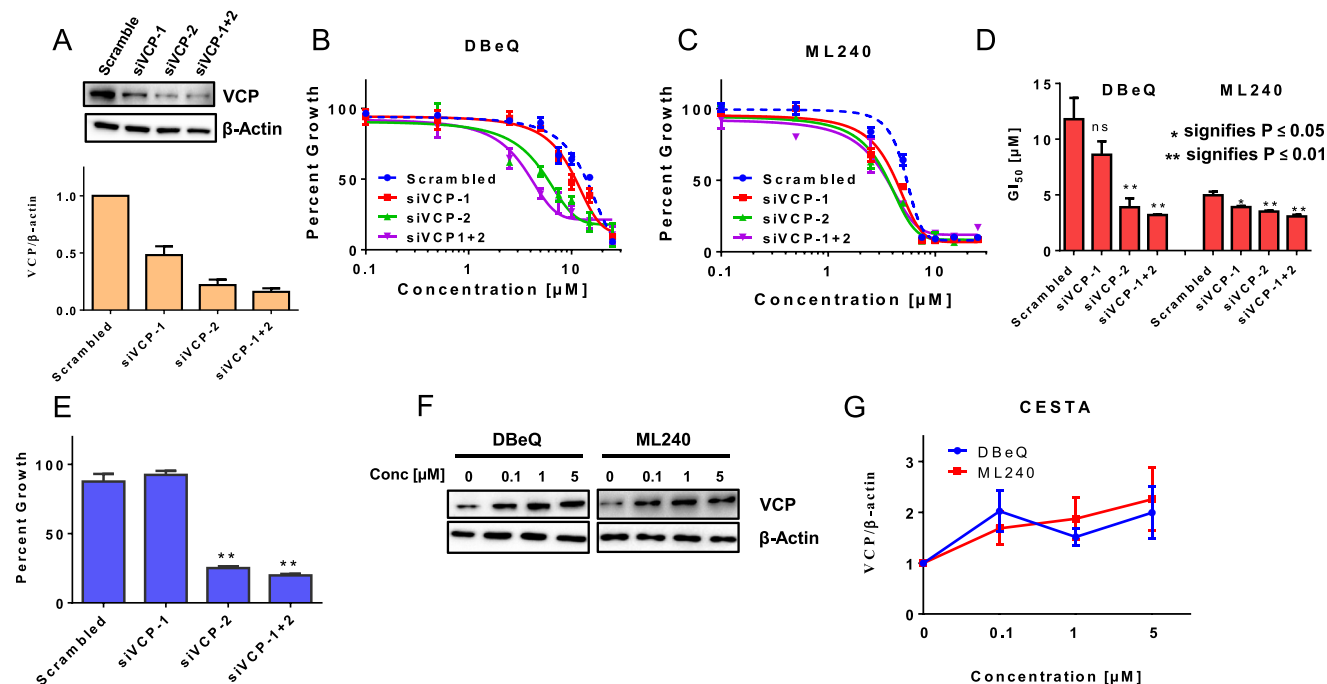 A
Scramble
siVCP-1
siVCP-2
siVCP-1+2
VCP
β-Actin
VCP/β-actin
1.0
0.5
0.0
Scrambled
siVCP-1
siVCP-2
siVCP-1+2
B
DBeQ
Percent Growth
100
50
0
Scrambled
siVCP-1
siVCP-2
siVCP1+2
0.1
1
10
Concentration [µM]
C
ML240
Percent Growth
100
50
0
Scrambled
siVCP-1
siVCP-2
siVCP-1+2
0.1
1
10
Concentration [µM]
D
DBeQ ML240
* signifies P ≤ 0.05
** signifies P ≤ 0.01
GI50 [µM]
15
10
5
0
ns
**
**
*
**
**
Scrambled
siVCP-1
siVCP-2
siVCP-1+2
Scrambled
siVCP-1
siVCP-2
siVCP-1+2
E
Percent Growth
100
50
0
**
**
Scrambled
siVCP-1
siVCP-2
siVCP-1+2
F
DBeQ ML240
Conc [µM] 0 0.1 1 5 0 0.1 1 5
VCP
β-Actin
G
CESTA
DBeQ
ML240
VCP/β-actin
3
2
1
0
0 0.1 1 5
Concentration [µM]